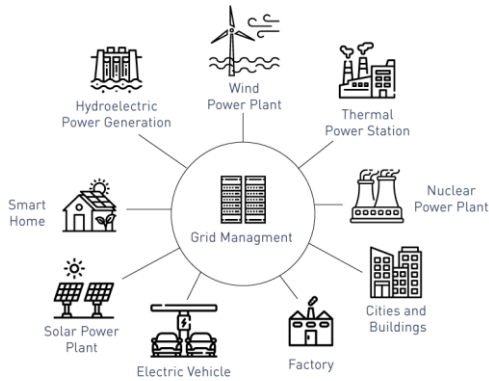 Wind
Power Plant
Hydroelectric
Power Generation
Thermal
Power Station
Smart
Home
Nuclear
Power Plant
Grid Managment
Cities and
Buildings
Solar Power
Plant
Electric Vehicle
Factory